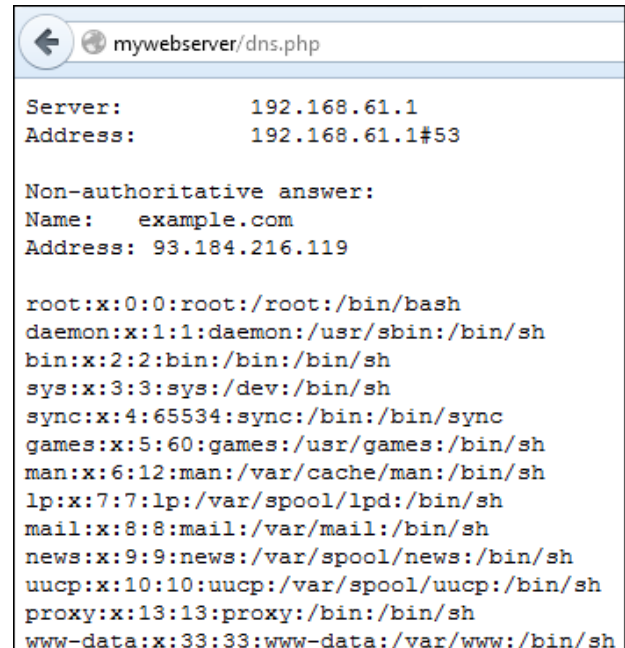 mywebserver/dns.php
Server: 192.168.61.1
Address: 192.168.61.1#53
Non-authoritative answer:
Name: example.com
Address: 93.184.216.119
root:x:0:0:root:/root:/bin/bash
daemon:x:1:1:daemon:/usr/sbin:/bin/sh
bin:x:2:2:bin:/bin:/bin/sh
sys:x:3:3:sys:/dev:/bin/sh
sync:x:4:65534:sync:/bin:/bin/sync
games:x:5:60:games:/usr/games:/bin/sh
man:x:6:12:man:/var/cache/man:/bin/sh
lp:x:7:7:lp:/var/spool/lpd:/bin/sh
mail:x:8:8:mail:/var/mail:/bin/sh
news:x:9:9:news:/var/spool/news:/bin/sh
uucp:x:10:10:uucp:/var/spool/uucp:/bin/sh
proxy:x:13:13:proxy:/bin:/bin/sh
www-data:x:33:33:www-data:/var/www:/bin/sh